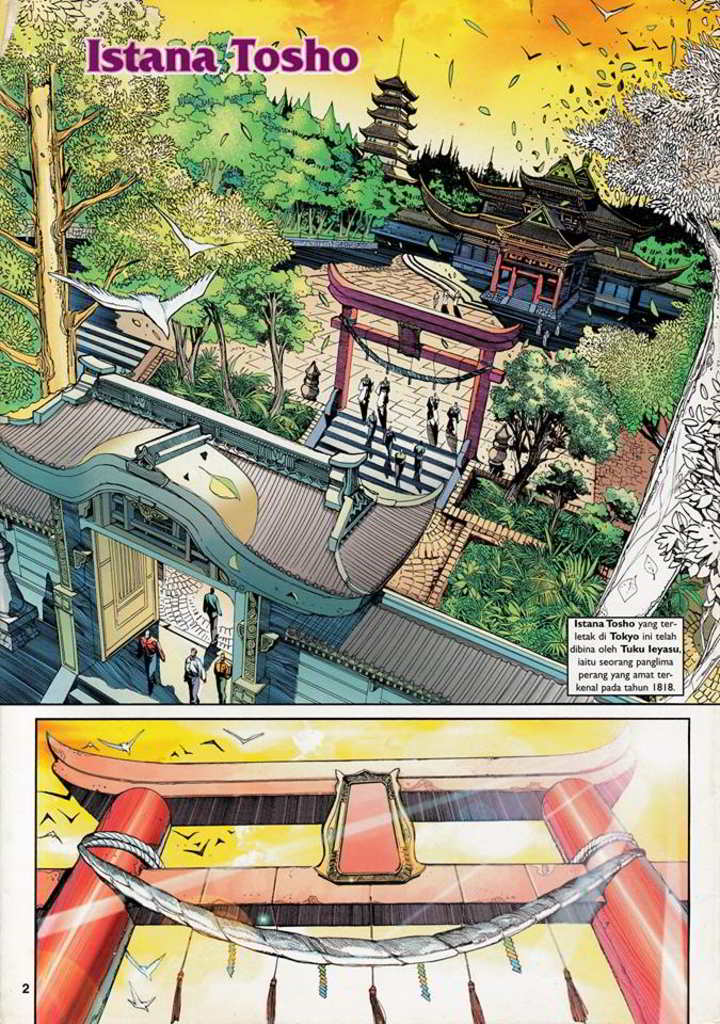 Istana Tosho
Istana Tosho yang ter-
letak di Tokyo ini telah
dibina oleh Tuku Ieyasu,
iaitu seorang panglima
perang yang amat ter-
kenal pada tahun 1818.
2